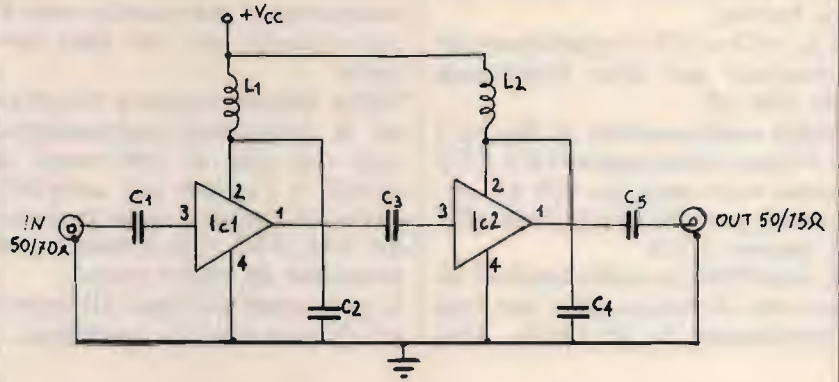 +VCC
L1
L2
C1
3
Ic1
2
1
4
C3
3
Ic2
2
1
4
C5
IN
50/70Ω
OUT 50/75Ω
C2
C4